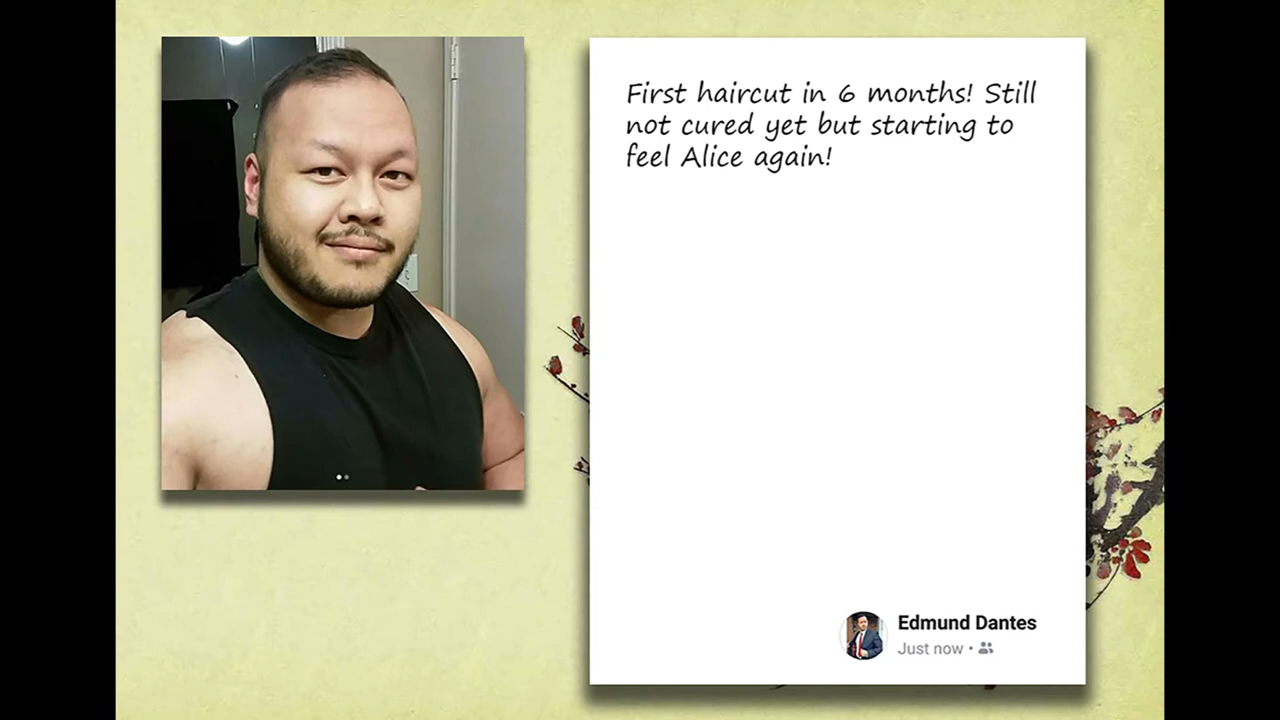 First haircut in 6 months! Still
not cured yet but starting to
feel Alice again!
Edmund Dantes
Just now •